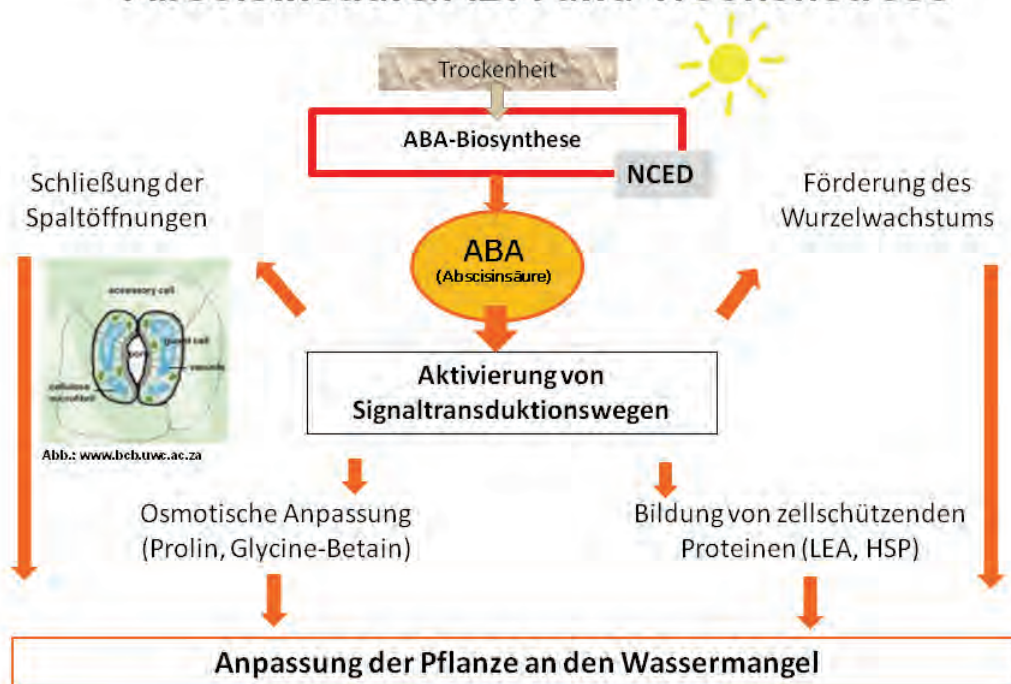 Trockenheit
ABA-Biosynthese
NCED
Schließung der
Spaltöffnungen
Förderung des
Wurzelwachstums
ABA
(Abscisinsäure)
accessory cell
guard cell
pore
vacuole
cellulose
microfibril
Aktivierung von
Signaltransduktionswegen
Abb.: www.bcb.uwc.ac.za
Osmotische Anpassung
(Prolin, Glycine-Betain)
Bildung von zellschützenden
Proteinen (LEA, HSP)
Anpassung der Pflanze an den Wassermangel